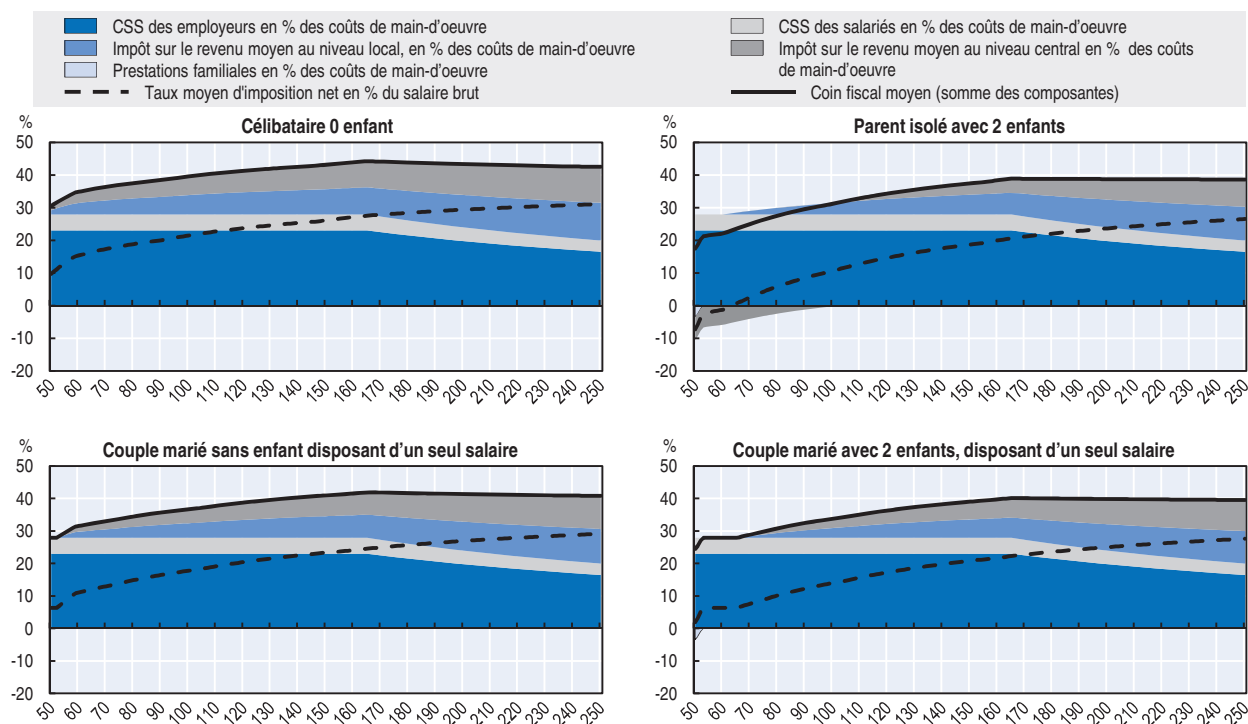 CSS des employeurs en % des coûts de main-d'oeuvre
Impôt sur le revenu moyen au niveau local, en % des coûts de main-d'oeuvre
Prestations familiales en % des coûts de main-d'oeuvre
Taux moyen d'imposition net en % du salaire brut
CSS des salariés en % des coûts de main-d'oeuvre
Impôt sur le revenu moyen au niveau central en % des coûts
de main-d'oeuvre
Coin fiscal moyen (somme des composantes)
%
Célibataire 0 enfant
50
40
30
20
10
0
-10
-20
50 60 70 80 90 100 110 120 130 140 150 160 170 180 190 200 210 220 230 240 250
%
Parent isolé avec 2 enfants
50
40
30
20
10
0
-10
-20
50 60 70 80 90 100 110 120 130 140 150 160 170 180 190 200 210 220 230 240 250
%
Couple marié sans enfant disposant d'un seul salaire
50
40
30
20
10
0
-10
-20
50 60 70 80 90 100 110 120 130 140 150 160 170 180 190 200 210 220 230 240 250
%
Couple marié avec 2 enfants, disposant d'un seul salaire
50
40
30
20
10
0
-10
-20
50 60 70 80 90 100 110 120 130 140 150 160 170 180 190 200 210 220 230 240 250